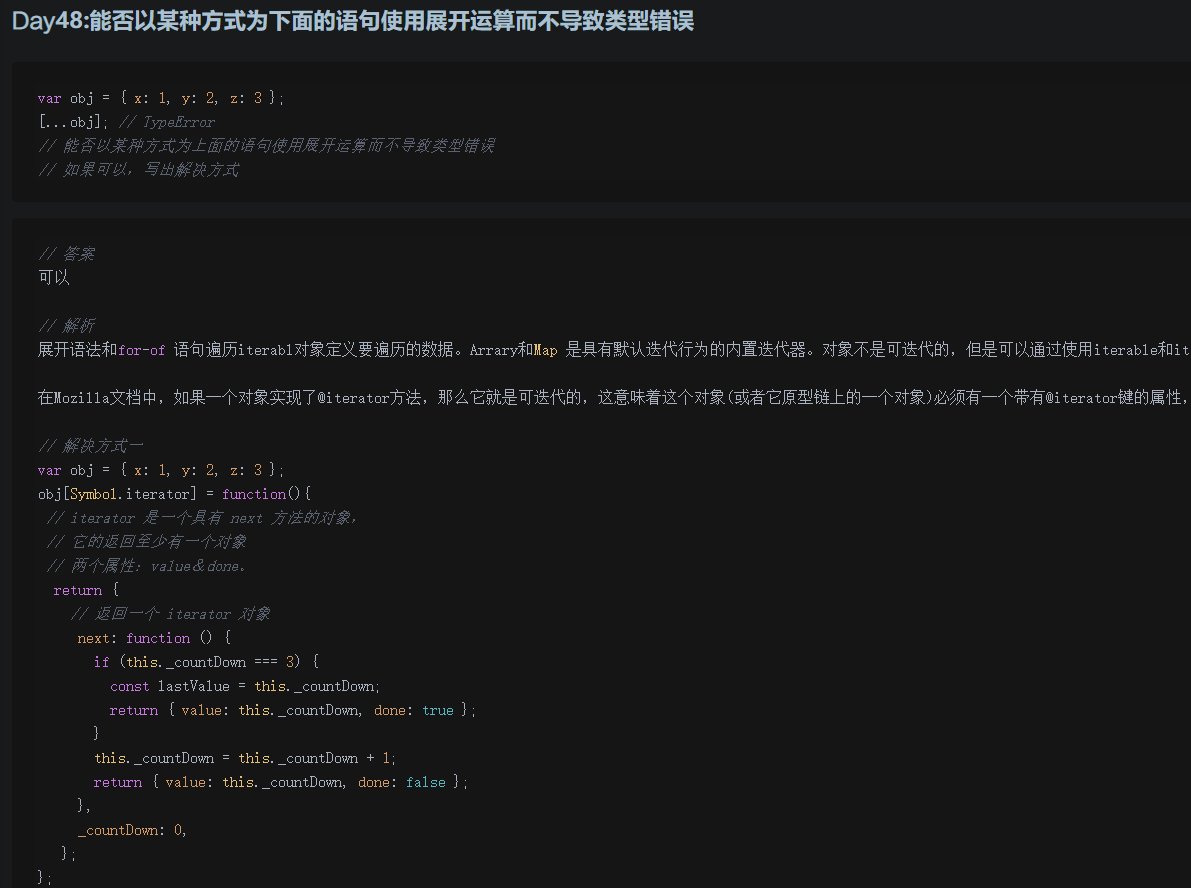 Day48:能否以某种方式为下面的语句使用展开运算而不导致类型错误
var obj = { x: 1, y: 2, z: 3 };
[...obj]; // TypeError
// 能否以某种方式为上面的语句使用展开运算而不导致类型错误
// 如果可以，写出解决方式
// 答案
可以
// 解析
展开语法和for-of 语句遍历iterabl对象定义要遍历的数据。Arrary和Map 是具有默认迭代行为的内置迭代器。对象不是可迭代的，但是可以通过使用iterable和it
在Mozilla文档中，如果一个对象实现了@iterator方法，那么它就是可迭代的，这意味着这个对象(或者它原型链上的一个对象)必须有一个带有@iterator键的属性，
// 解决方式一
var obj = { x: 1, y: 2, z: 3 };
obj[Symbol.iterator] = function(){
// iterator 是一个具有 next 方法的对象，
// 它的返回至少有一个对象
// 两个属性：value＆done。
return {
// 返回一个 iterator 对象
next: function () {
if (this._countDown === 3) {
const lastValue = this._countDown;
return { value: this._countDown, done: true };
}
this._countDown = this._countDown + 1;
return { value: this._countDown, done: false };
},
_countDown: 0,
};
};